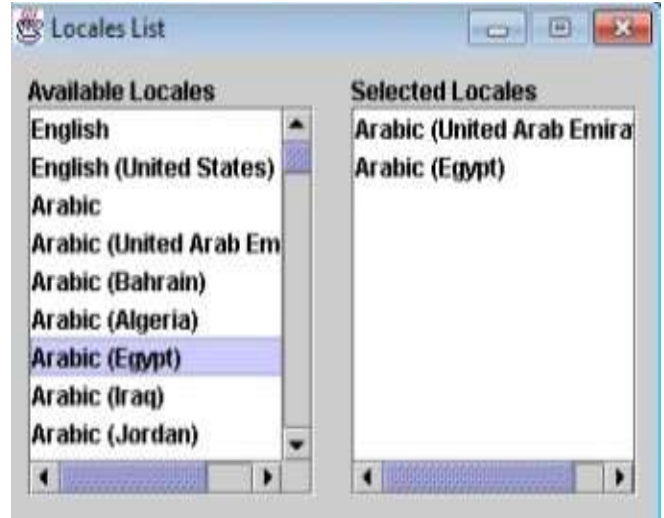 Locales List
Available Locales
English
English (United States)
Arabic
Arabic (United Arab Em
Arabic (Bahrain)
Arabic (Algeria)
Arabic (Egypt)
Arabic (Iraq)
Arabic (Jordan)
Selected Locales
Arabic (United Arab Emira
Arabic (Egypt)